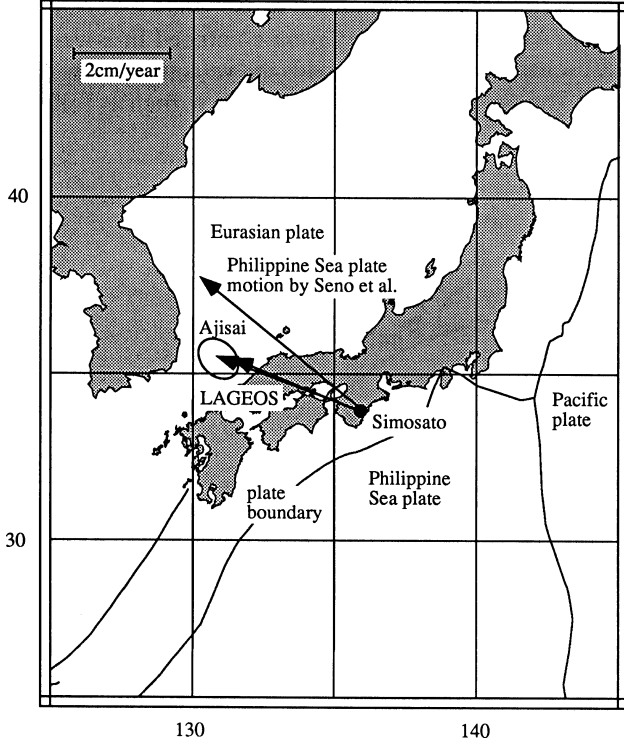 2cm/year
40
Eurasian plate
Philippine Sea plate
motion by Seno et al.
Ajisai
LAGEOS
Simosato
Pacific
plate
Philippine
Sea plate
plate
boundary
30
130
140